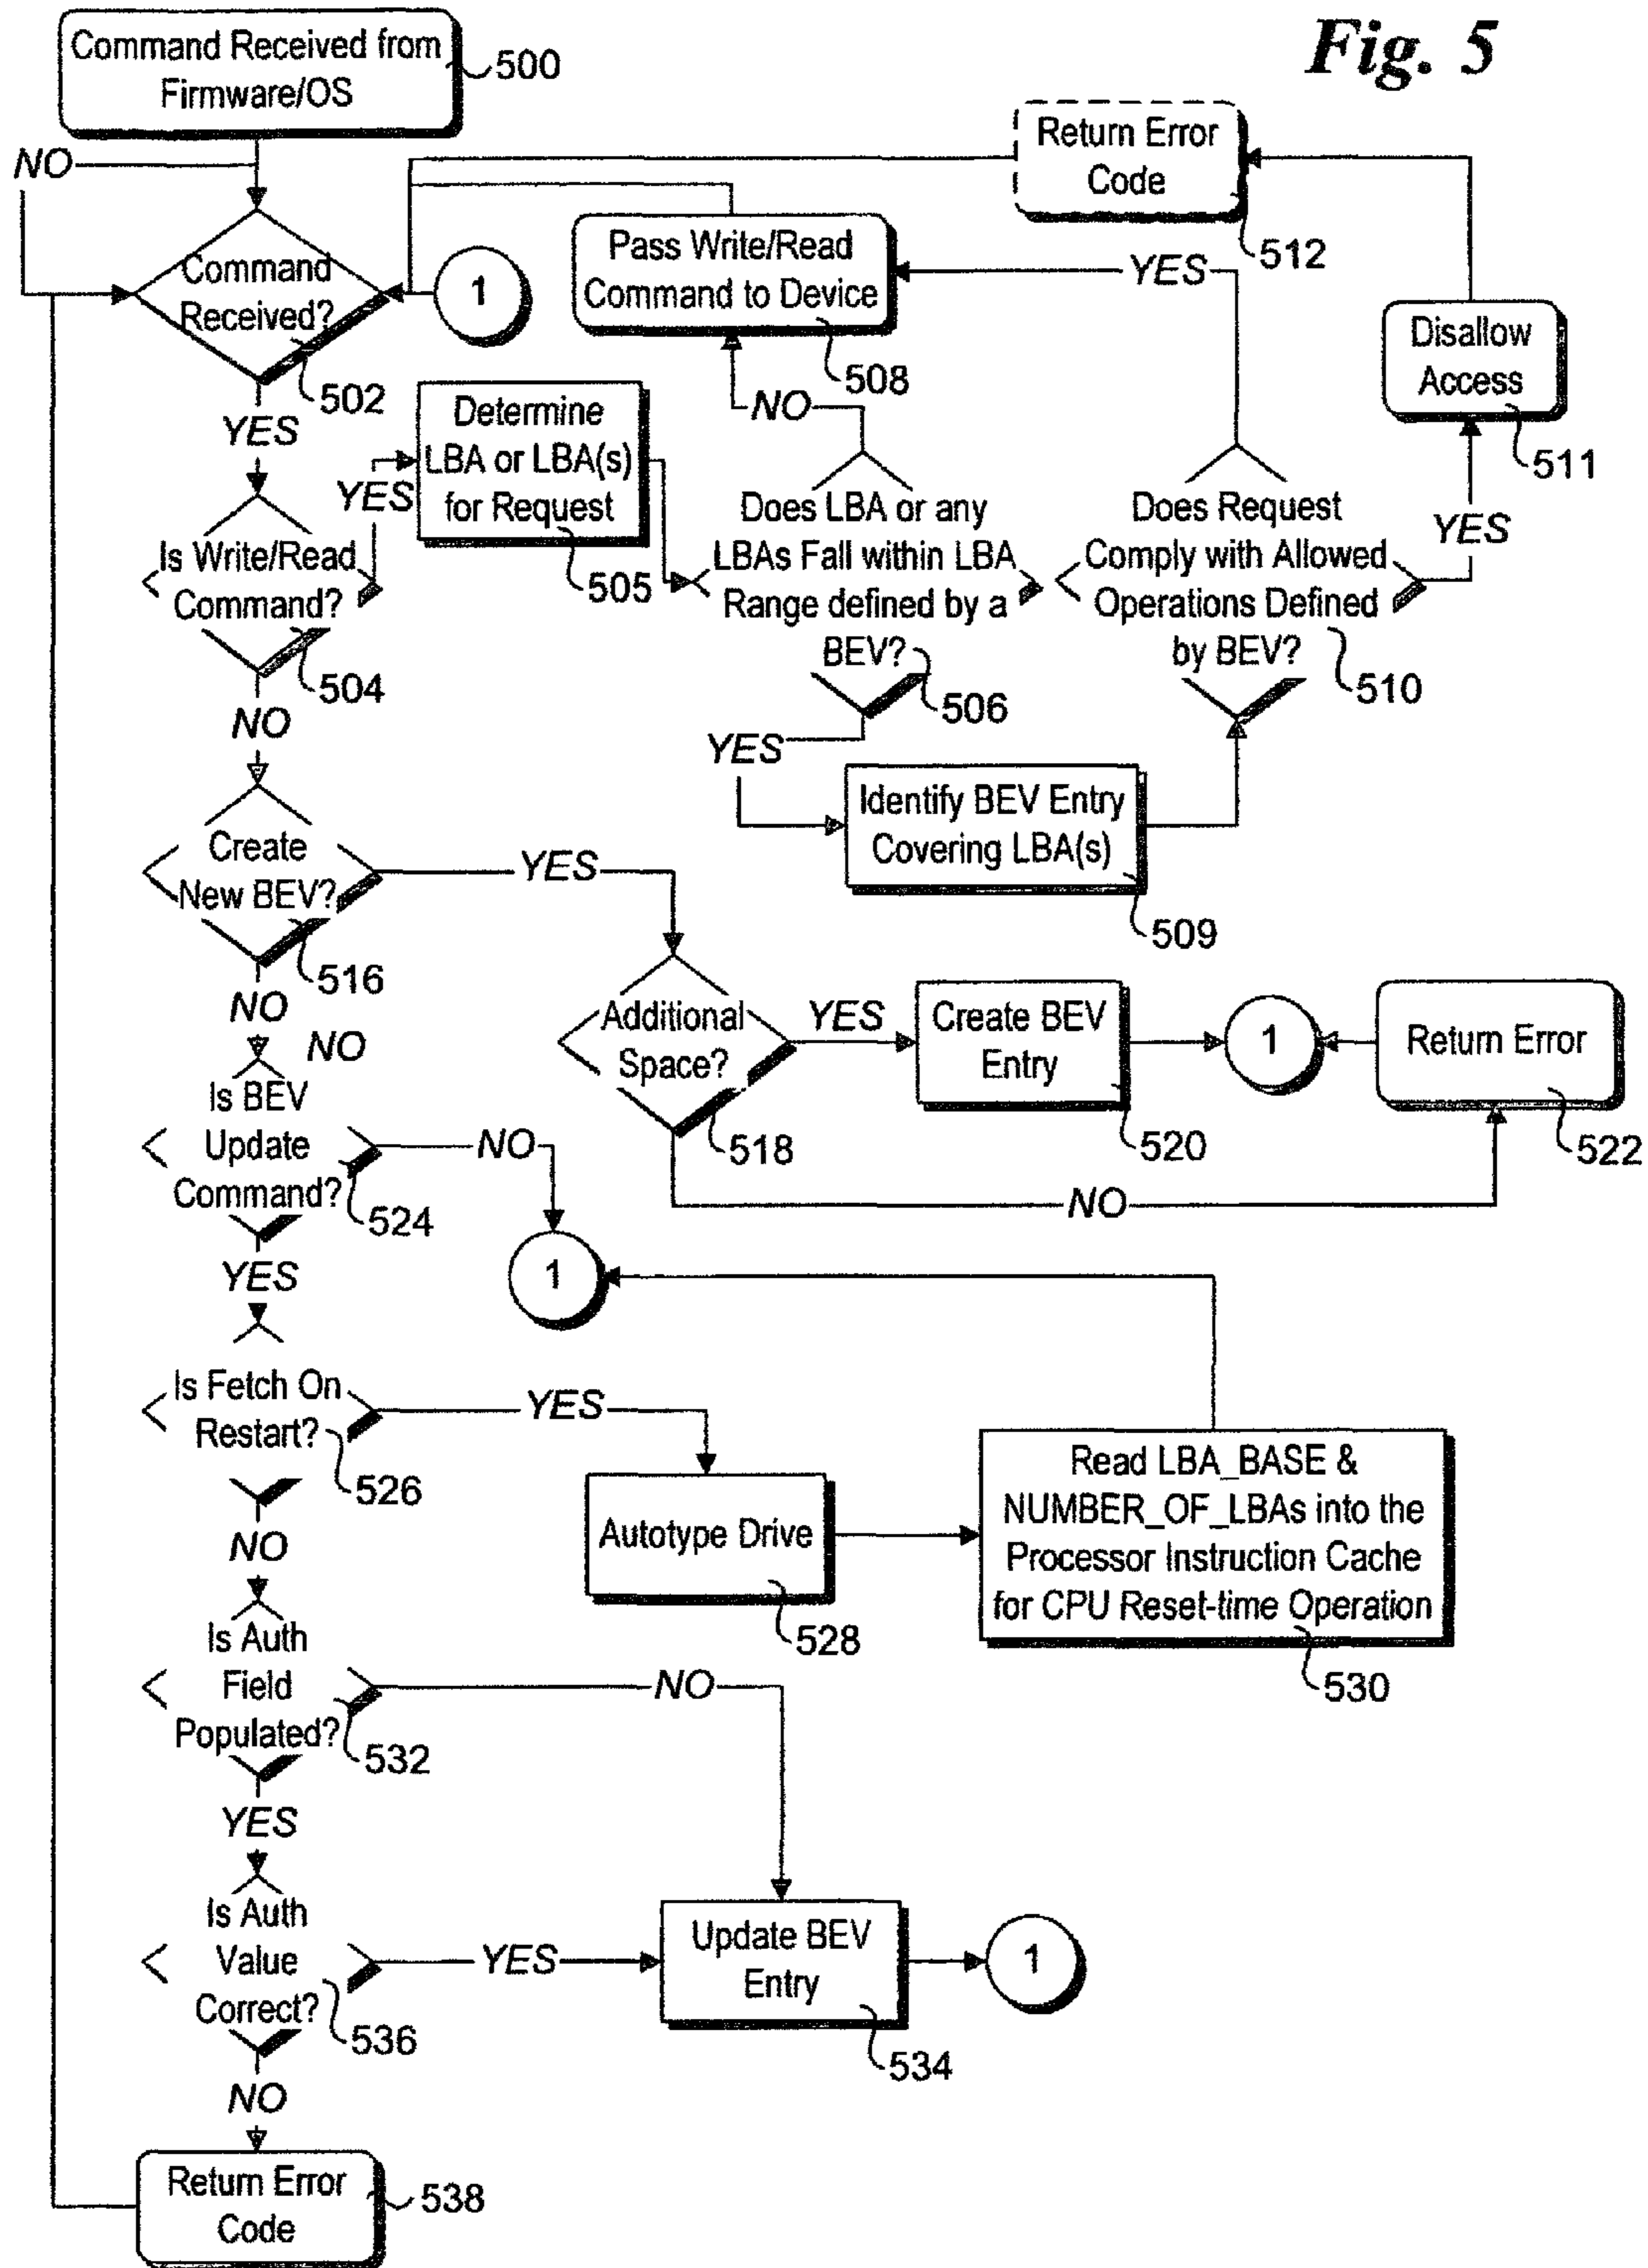 Fig. 5
Command Received from
Firmware/OS
500
NO
Return Error
Code
512
Command
Received?
502
1
Pass Write/Read
Command to Device
508
YES
Disallow
Access
511
YES
Determine
LBA or LBA(s)
for Request
505
NO
YES
Is Write/Read
Command?
504
Does LBA or any
LBAs Fall within LBA
Range defined by a
BEV?
506
Does Request
Comply with Allowed
Operations Defined
by BEV?
510
YES
NO
YES
Identify BEV Entry
Covering LBA(s)
509
Create
New BEV?
516
YES
NO
NO
Additional
Space?
518
YES
Create BEV
Entry
520
1
Return Error
522
NO
Is BEV
Update
Command?
524
NO
1
YES
Is Fetch On
Restart?
526
YES
Autotype Drive
528
Read LBA_BASE &
NUMBER_OF_LBAs into the
Processor Instruction Cache
for CPU Reset-time Operation
530
NO
Is Auth
Field
Populated?
532
NO
YES
Is Auth
Value
Correct?
536
YES
Update BEV
Entry
534
1
NO
Return Error
Code
538